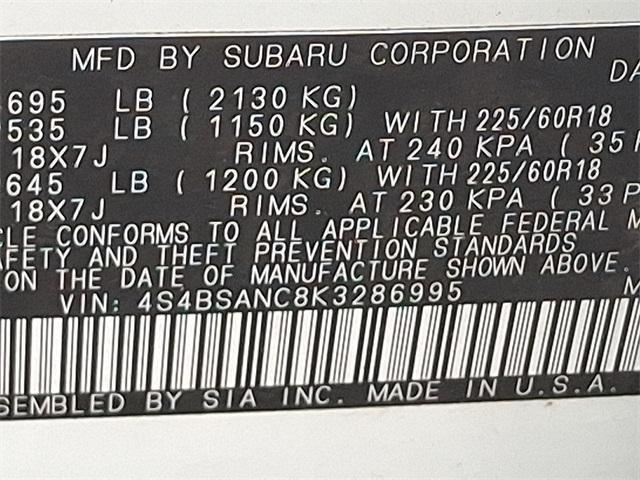 MFD BY SUBARU CORPORATION DA
695 LB ( 2130 KG)
535 LB ( 1150 KG) WITH 225/60R18
18X7J RIMS. AT 240 KPA ( 35 P
645 LB ( 1200 KG) WITH 225/60R18
18X7J RIMS. AT 230 KPA ( 33 P
CLE CONFORMS TO ALL APPLICABLE FEDERAL M
AFETY AND THEFT PREVENTION STANDARDS
ON THE DATE OF MANUFACTURE SHOWN ABOVE.
VIN: 4S4BSANC8K3286995 M
SEMBLED BY SIA INC. MADE IN U.S.A.